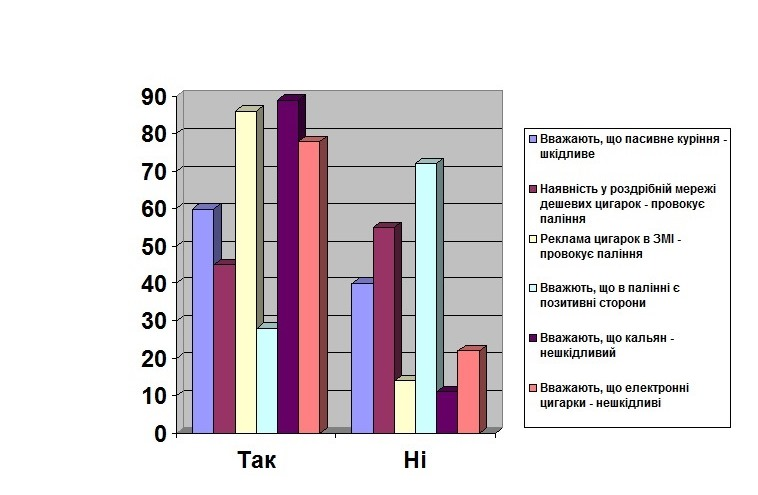 90
80
70
60
50
40
30
20
10
0
Так
Ні
Вважають, що пасивне куріння -
шкідливе
Наявність у роздрібній мережі
дешевих цигарок - провокує
паління
Реклама цигарок в ЗМІ -
провокує паління
Вважють, що в палінні є
позитивні сторони
Вважають, що кальян -
нешкідливий
Вважають, що електронні
цигарки - нешкідливі